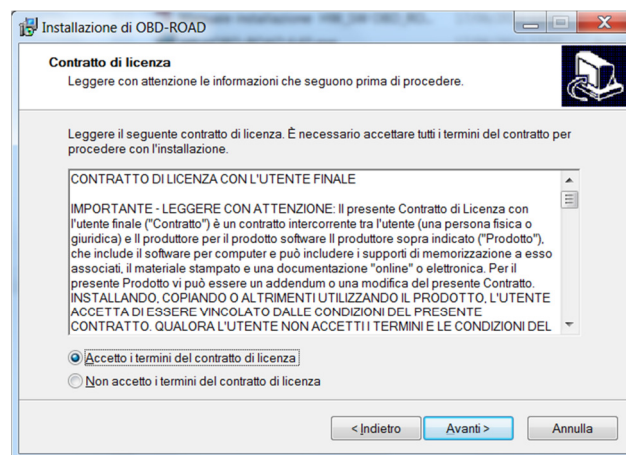 Installazione di OBD-ROAD
Contratto di licenza
Leggere con attenzione le informazioni che seguono prima di procedere.
Leggere il seguente contratto di licenza. È necessario accettare tutti i termini del contratto per
procedere con l'installazione.
CONTRATTO DI LICENZA CON L'UTENTE FINALE
IMPORTANTE - LEGGERE CON ATTENZIONE: Il presente Contratto di Licenza con
l'utente finale ("Contratto") è un contratto intercorrente tra l'utente (una persona fisica o
giuridica) e Il produttore per il prodotto software Il produttore sopra indicato ("Prodotto"),
che include il software per computer e può includere i supporti di memorizzazione a esso
associati, il materiale stampato e una documentazione "online" o elettronica. Per il
presente Prodotto vi può essere un addendum o una modifica del presente Contratto.
INSTALLANDO, COPIANDO O ALTRIMENTI UTILIZZANDO IL PRODOTTO, L'UTENTE
ACCETTA DI ESSERE VINCOLATO DALLE CONDIZIONI DEL PRESENTE
CONTRATTO. QUALORA L'UTENTE NON ACCETTI I TERMINI E LE CONDIZIONI DEL
Accetto i termini del contratto di licenza
Non accetto i termini del contratto di licenza
< Indietro
Avanti >
Annulla